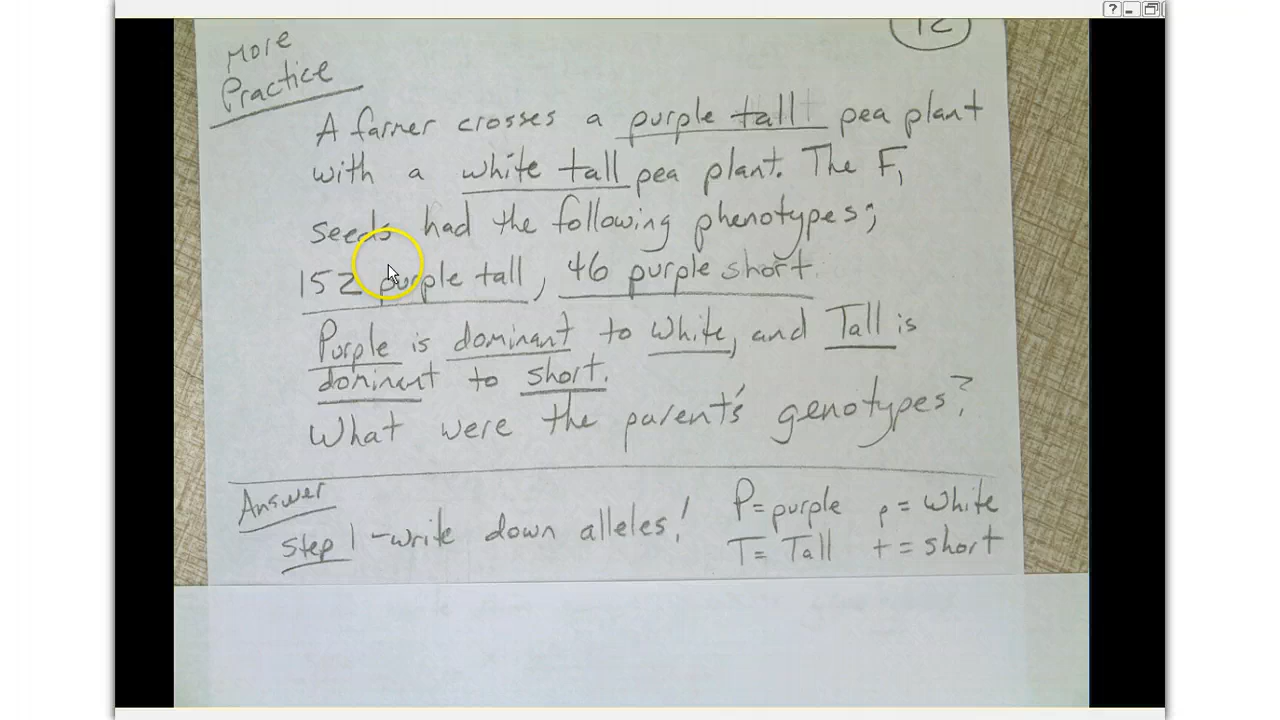 More
Practice
A farmer crosses a purple tall pea plant
with a white tall pea plant. The F1
seeds had the following phenotypes;
152 purple tall, 46 purple short.
Purple is dominant to white, and Tall is
dominant to short.
What were the parent's genotypes?
Answer
Step 1 - write down alleles!
P = purple p = white
T = Tall t = short